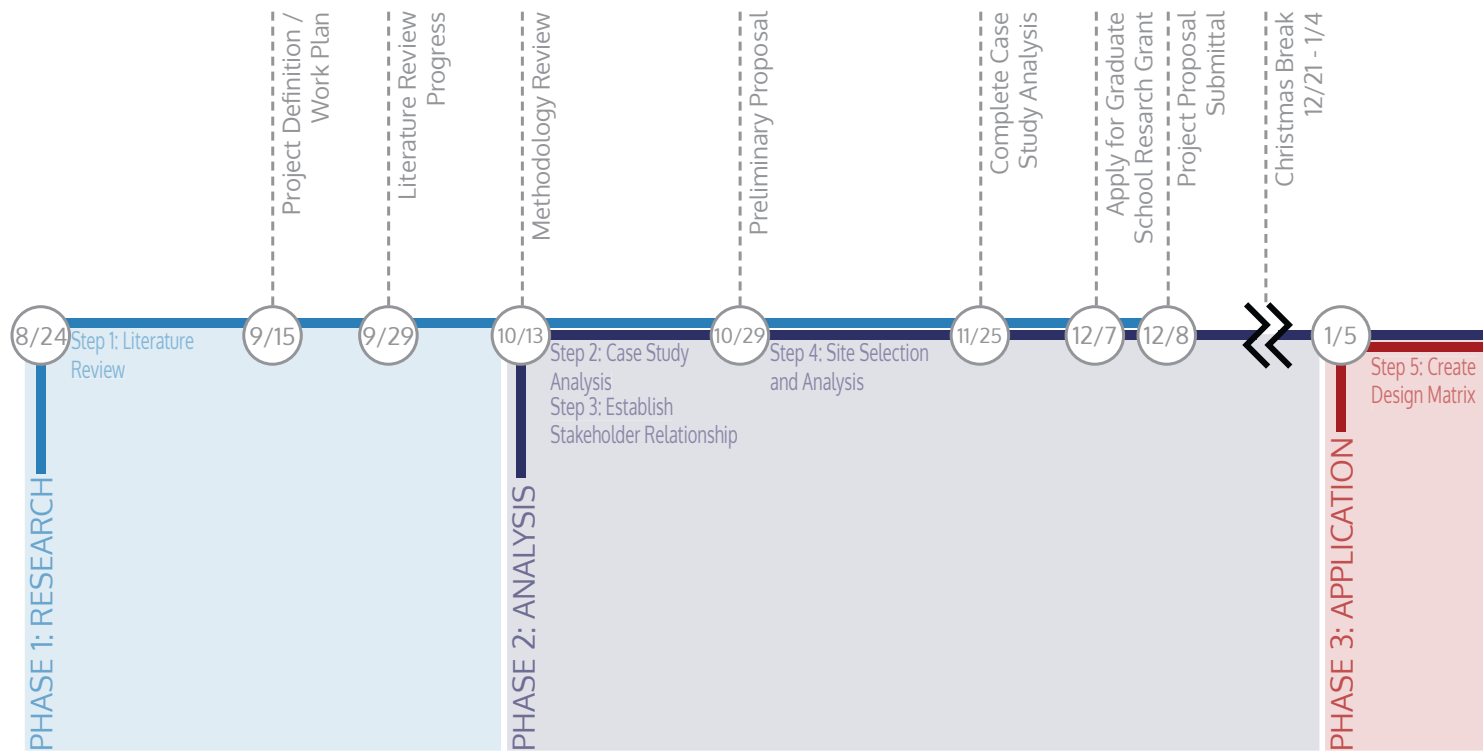 Project Definition /
Work Plan
Literature Review
Progress
Methodology Review
Preliminary Proposal
Complete Case
Study Analysis
Apply for Graduate
School Resarch Grant
Project Proposal
Submittal
Christmas Break
12/21 - 1/4
8/24
9/15
9/29
10/13
10/29
11/25
12/7
12/8
1/5
Step 1: Literature
Review
Step 2: Case Study
Analysis
Step 3: Establish
Stakeholder Relationship
Step 4: Site Selection
and Analysis
Step 5: Create
Design Matrix
PHASE 1: RESEARCH
PHASE 2: ANALYSIS
PHASE 3: APPLICATION